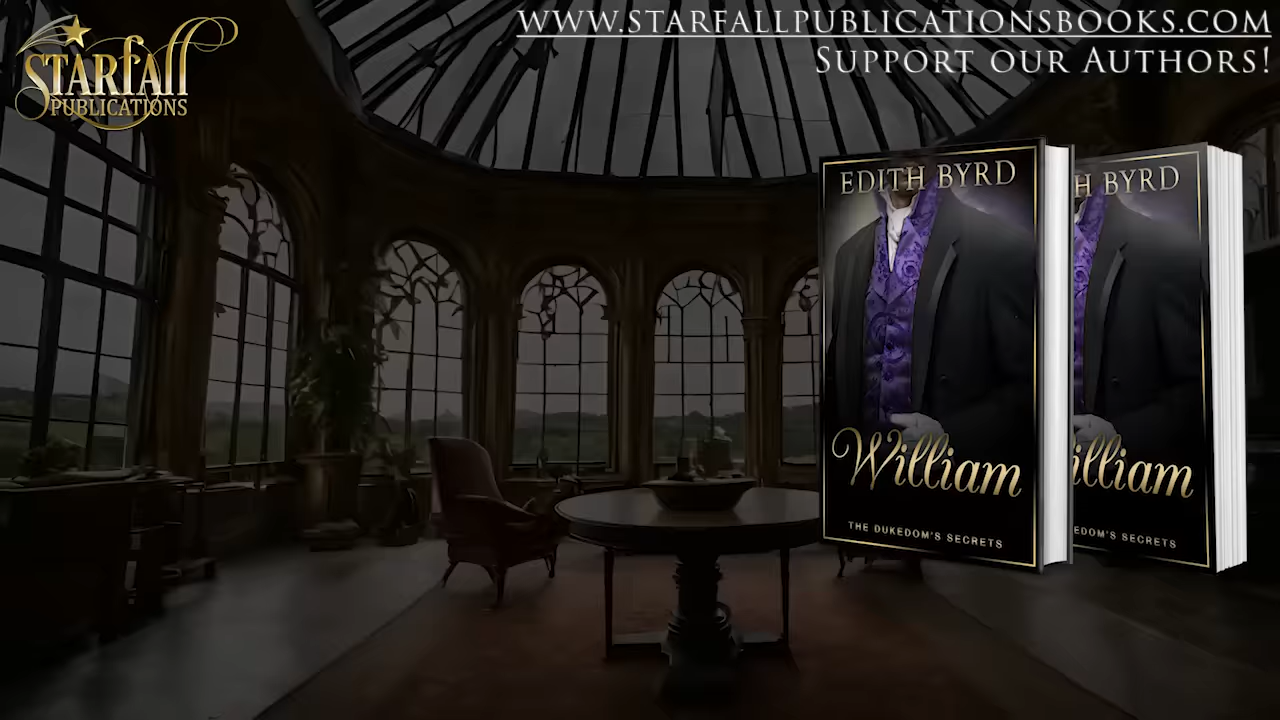 STARfall
PUBLICATIONS
WWW.STARFALLPUBLICATIONSBOOKS.COM
SUPPORT OUR AUTHORS!
EDITH BYRD
William
THE DUKEDOM'S SECRETS
H BYRD
illiam
EDOM'S SECRETS